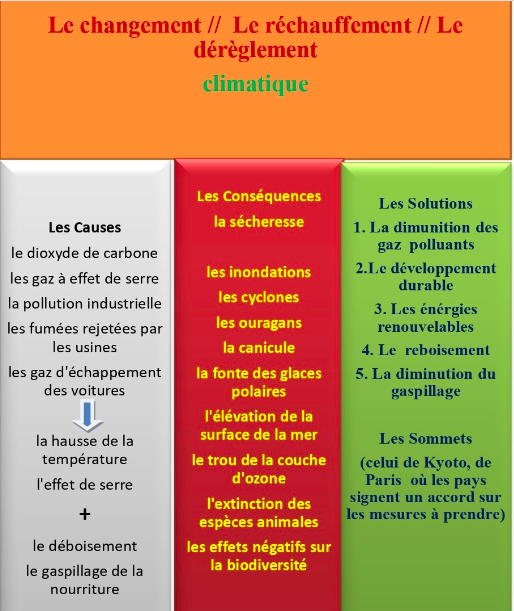 Le changement // Le réchauffement // Le
dérèglement
climatique
Les Causes
le dioxyde de carbone
les gaz à effet de serre
la pollution industrielle
les fumées rejetées par
les usines
les gaz d'échappement
des voitures
la hausse de la
température
l'effet de serre
+
le déboisement
le gaspillage de la
nourriture
Les Conséquences
la sécheresse
les inondations
les cyclones
les ouragans
la canicule
la fonte des glaces
polaires
l'élévation de la
surface de la mer
le trou de la couche
d'ozone
l'extinction des
espèces animales
les effets négatifs sur
la biodiversité
Les Solutions
1. La dimunition des
gaz polluants
2.Le développement
durable
3. Les énérgies
renouvelables
4. Le reboisement
5. La diminution du
gaspillage
Les Sommets
(celui de Kyoto, de
Paris où les pays
signent un accord sur
les mesures à prendre)